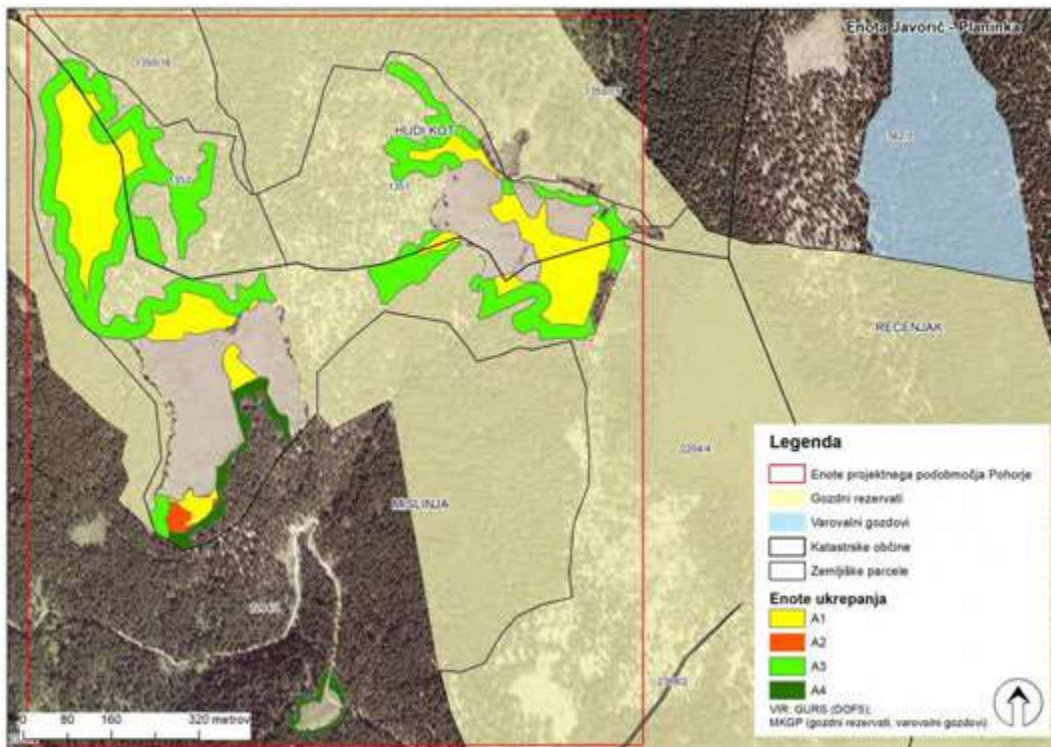 Enota Javorič - Planinka
HUDI KOT
1351
REČENJAK
MISLINJA
Legenda
Enote projektnega podobmočja Pohorje
Gozdni rezervati
Varovalni gozdovi
Katastrske občine
Zemljiške parcele
Enote ukrepanja
A1
A2
A3
A4
VIR: GURS (DOF5);
MKGP (gozdni rezervati, varovalni gozdovi)
0 80 160 320 metrov